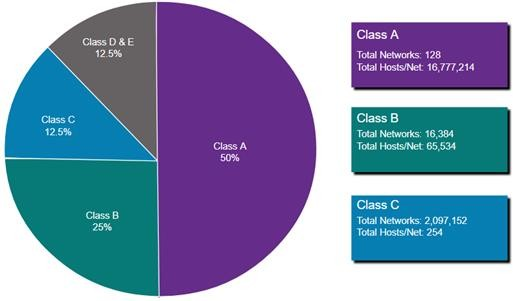 Class D & E
12.5%
Class C
12.5%
Class A
50%
Class B
25%
Class A
Total Networks: 128
Total Hosts/Net: 16,777,214
Class B
Total Networks: 16,384
Total Hosts/Net: 65,534
Class C
Total Networks: 2,097,152
Total Hosts/Net: 254